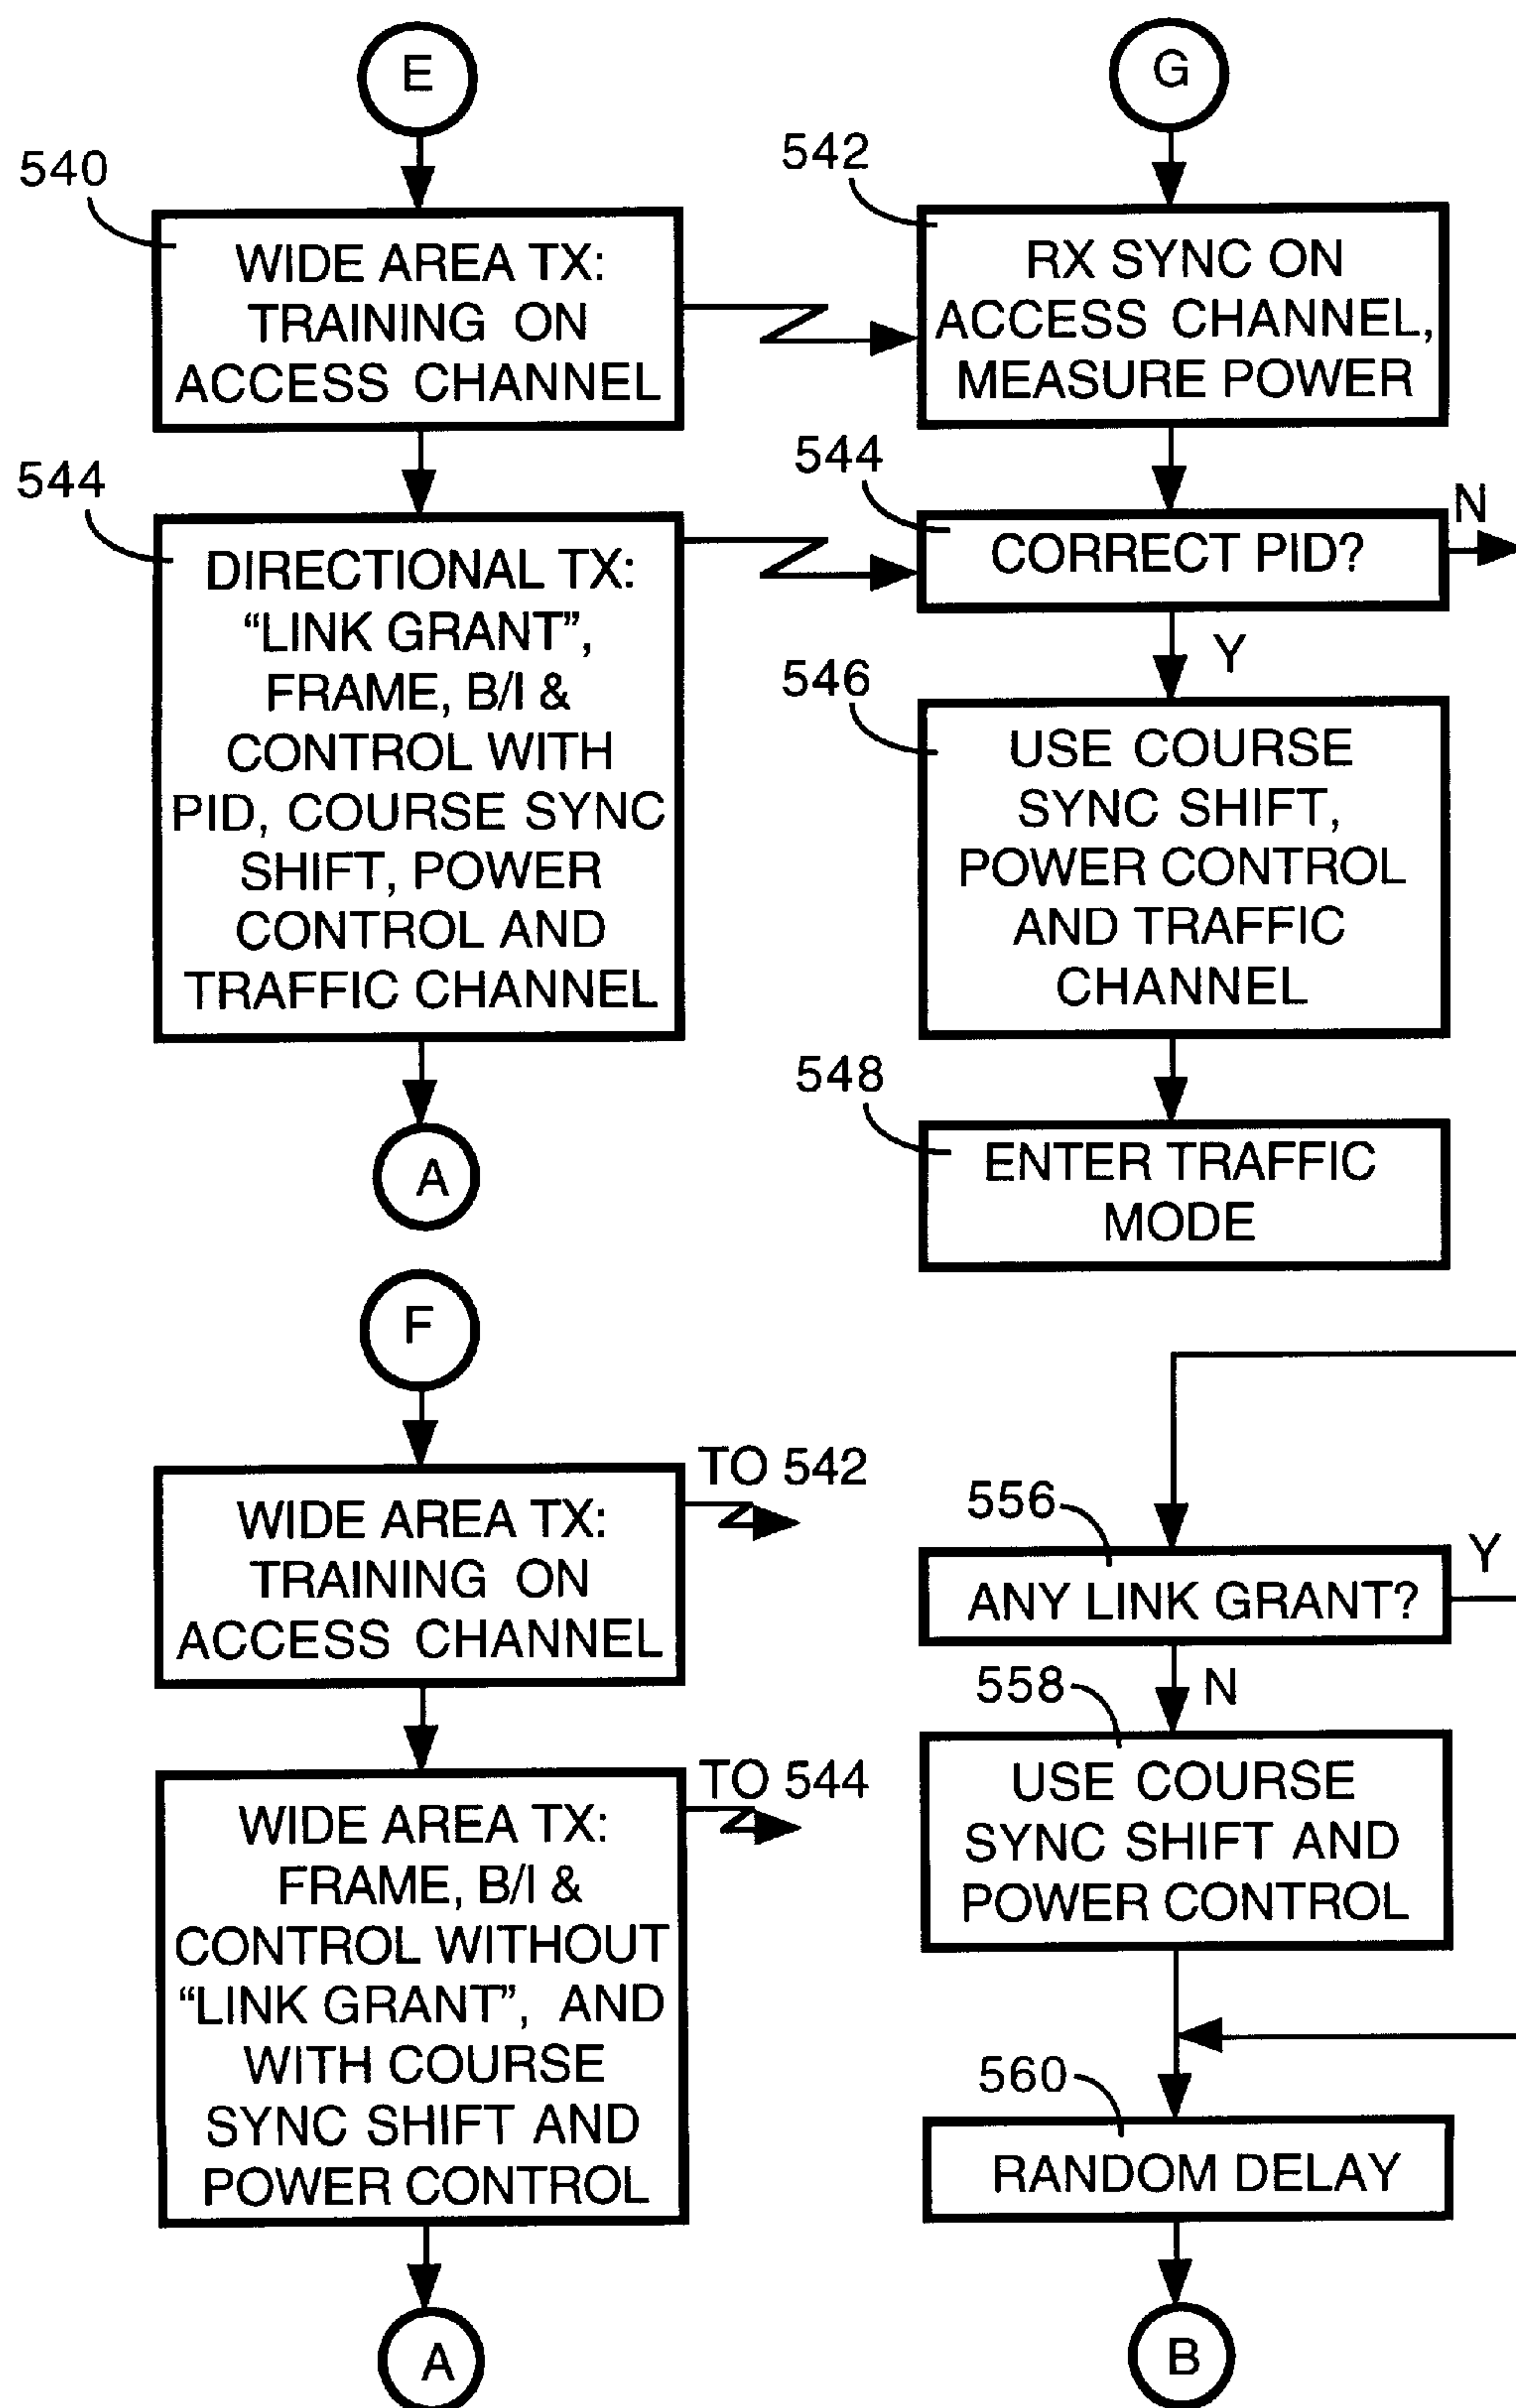 E
540
WIDE AREA TX:
TRAINING ON
ACCESS CHANNEL
544
DIRECTIONAL TX:
“LINK GRANT”,
FRAME, B/I &
CONTROL WITH
PID, COURSE SYNC
SHIFT, POWER
CONTROL AND
TRAFFIC CHANNEL
A
G
542
RX SYNC ON
ACCESS CHANNEL,
MEASURE POWER
544
CORRECT PID?
N
Y
546
USE COURSE
SYNC SHIFT,
POWER CONTROL
AND TRAFFIC
CHANNEL
548
ENTER TRAFFIC
MODE
F
WIDE AREA TX:
TRAINING ON
ACCESS CHANNEL
TO 542
WIDE AREA TX:
FRAME, B/I &
CONTROL WITHOUT
“LINK GRANT”, AND
WITH COURSE
SYNC SHIFT AND
POWER CONTROL
TO 544
A
556
ANY LINK GRANT?
Y
N
558
USE COURSE
SYNC SHIFT AND
POWER CONTROL
560
RANDOM DELAY
B